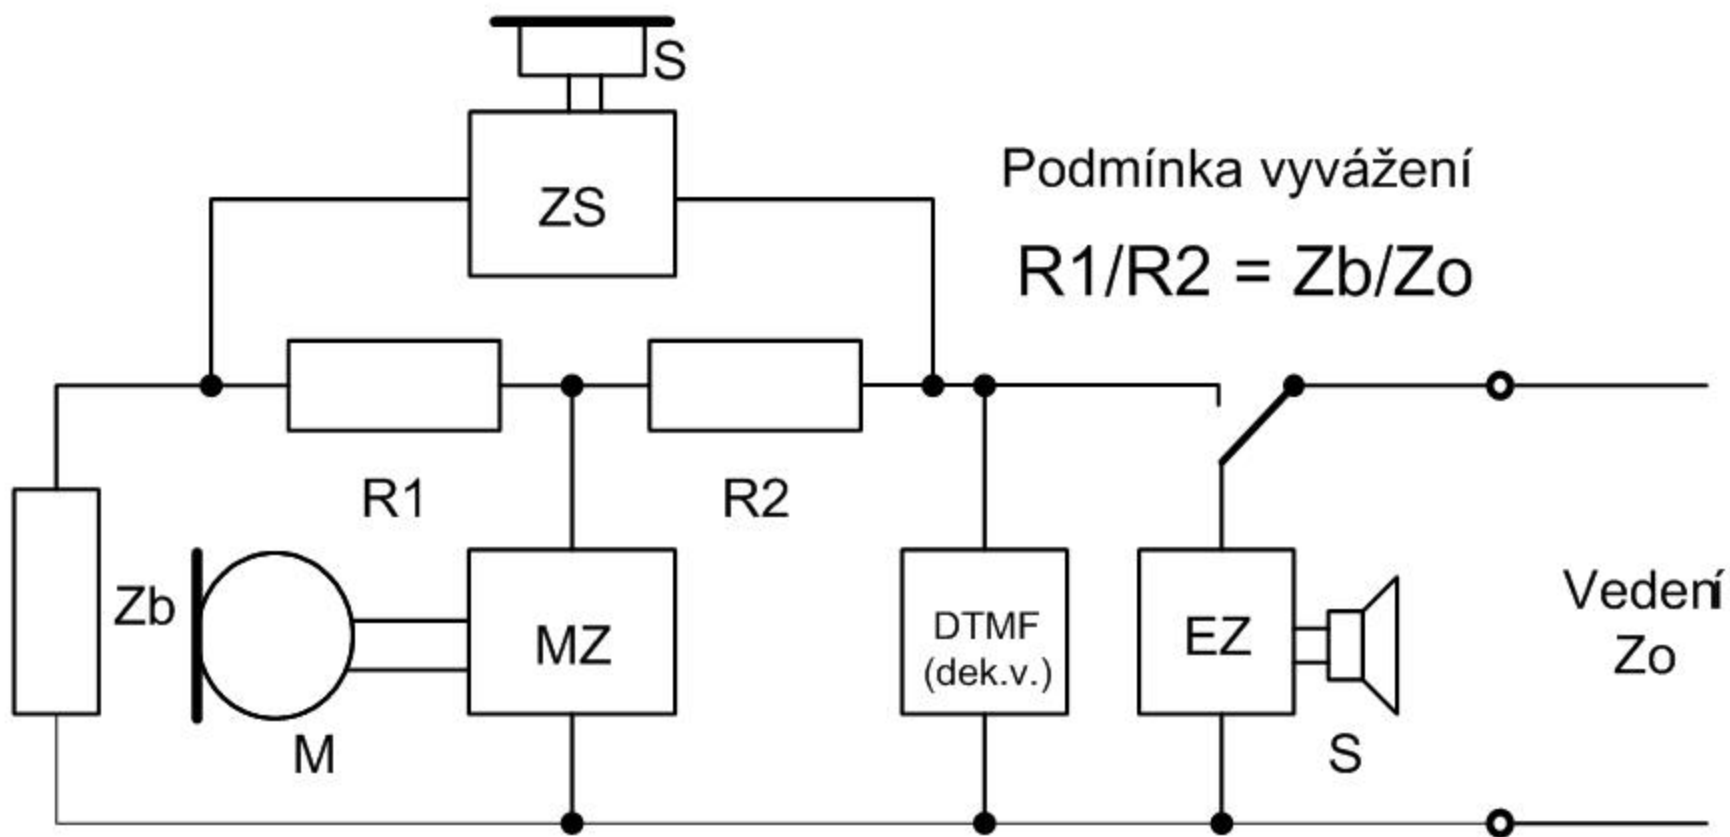 S
ZS
Podmínka vyvážení
R1/R2 = Zb/Zo
R1
R2
Zb
M
MZ
DTMF
(dek.v.)
EZ
S
Vedení
Zo